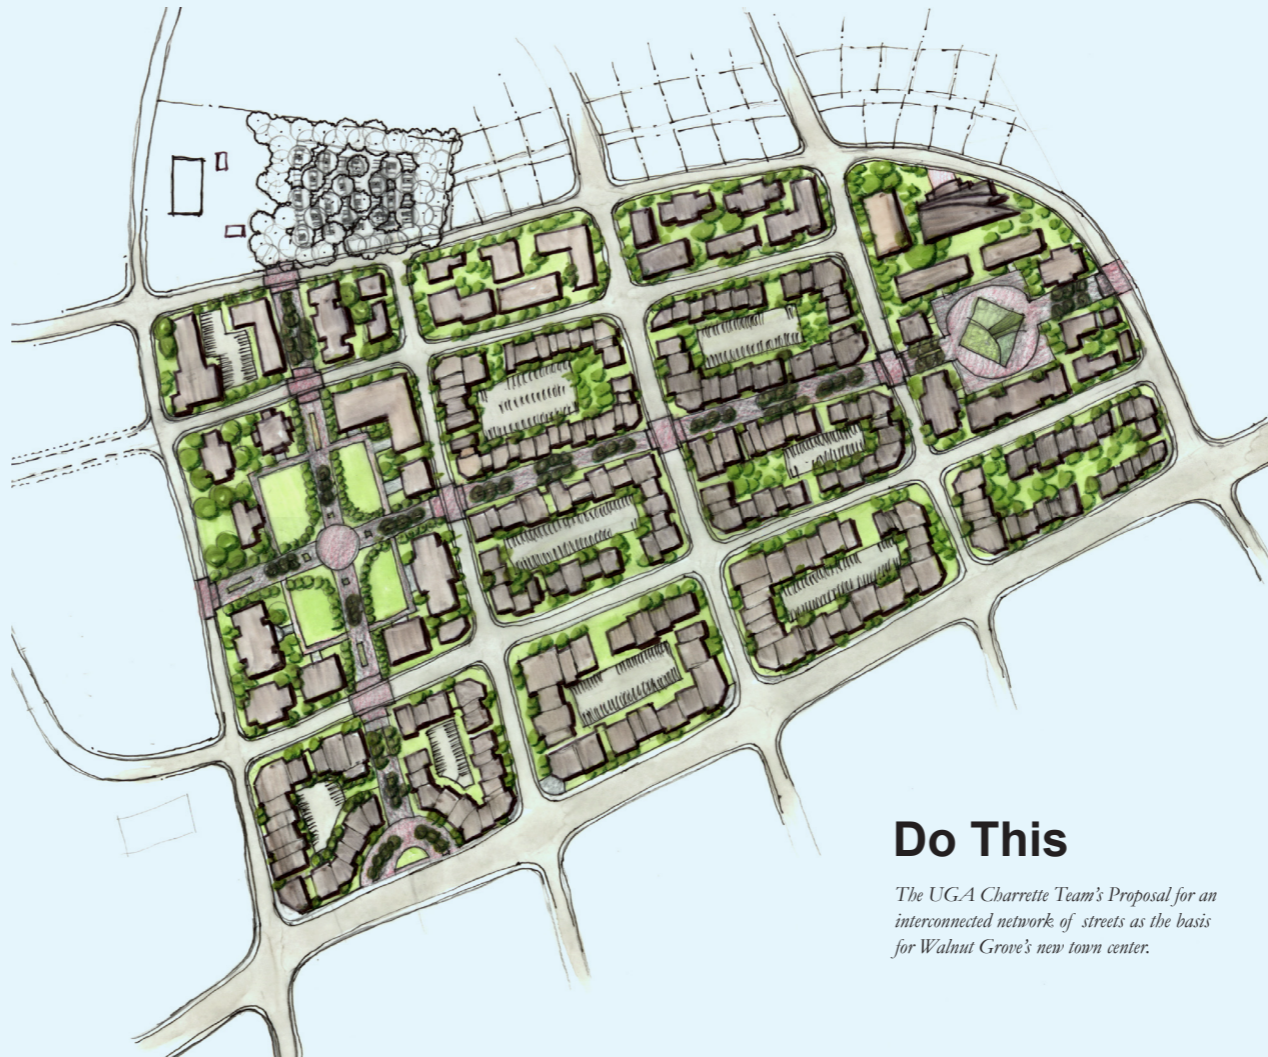 Do This
The UGA Charrette Team's Proposal for an
interconnected network of streets as the basis
for Walnut Grove's new town center.